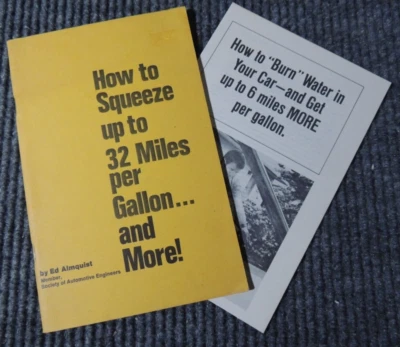 How to
Squeeze
up to
32 Miles
per
Gallon...
and
More!
by Ed Almquist
Member,
Society of Automotive Engineers
How to "Burn" Water in
Your Car—and Get
up to 6 miles MORE
per gallon.